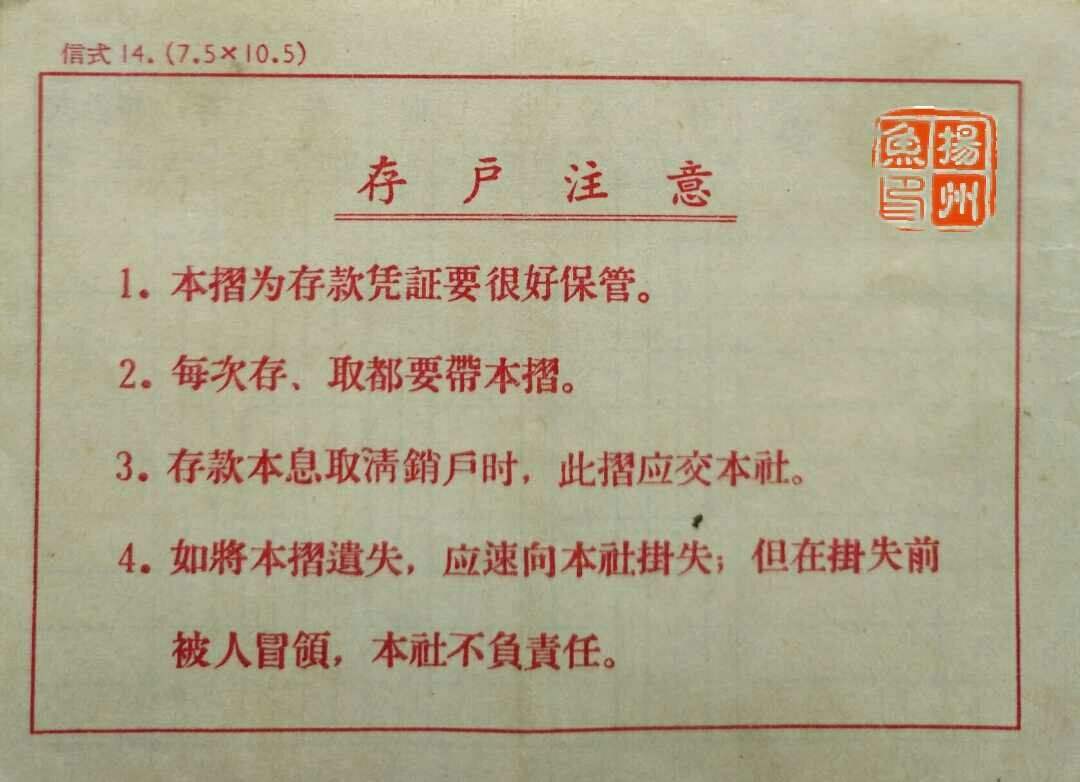 信式 14.(7.5×10.5)
揚州
魚印
存戶注意
1. 本摺为存款凭証要很好保管。
2. 每次存、取都要帶本摺。
3. 存款本息取淸銷戶时，此摺应交本社。
4. 如將本摺遺失，应速向本社掛失；但在掛失前
被人冒領，本社不負責任。